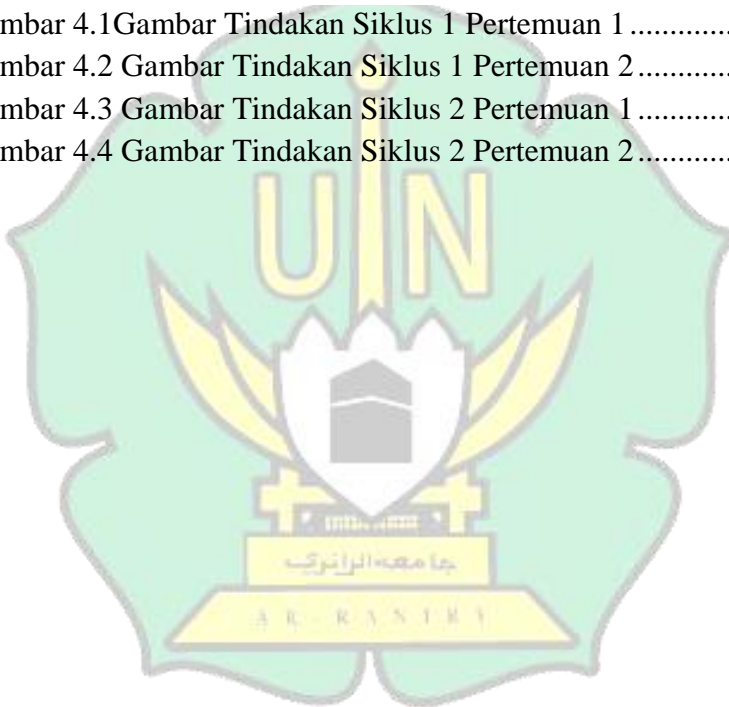 mbar 4.1Gambar Tindakan Siklus 1 Pertemuan 1.............
mbar 4.2 Gambar Tindakan Siklus 1 Pertemuan 2............
mbar 4.3 Gambar Tindakan Siklus 2 Pertemuan 1............
mbar 4.4 Gambar Tindakan Siklus 2 Pertemuan 2............
UIN
جامعة الرانري
AR-RANIRY